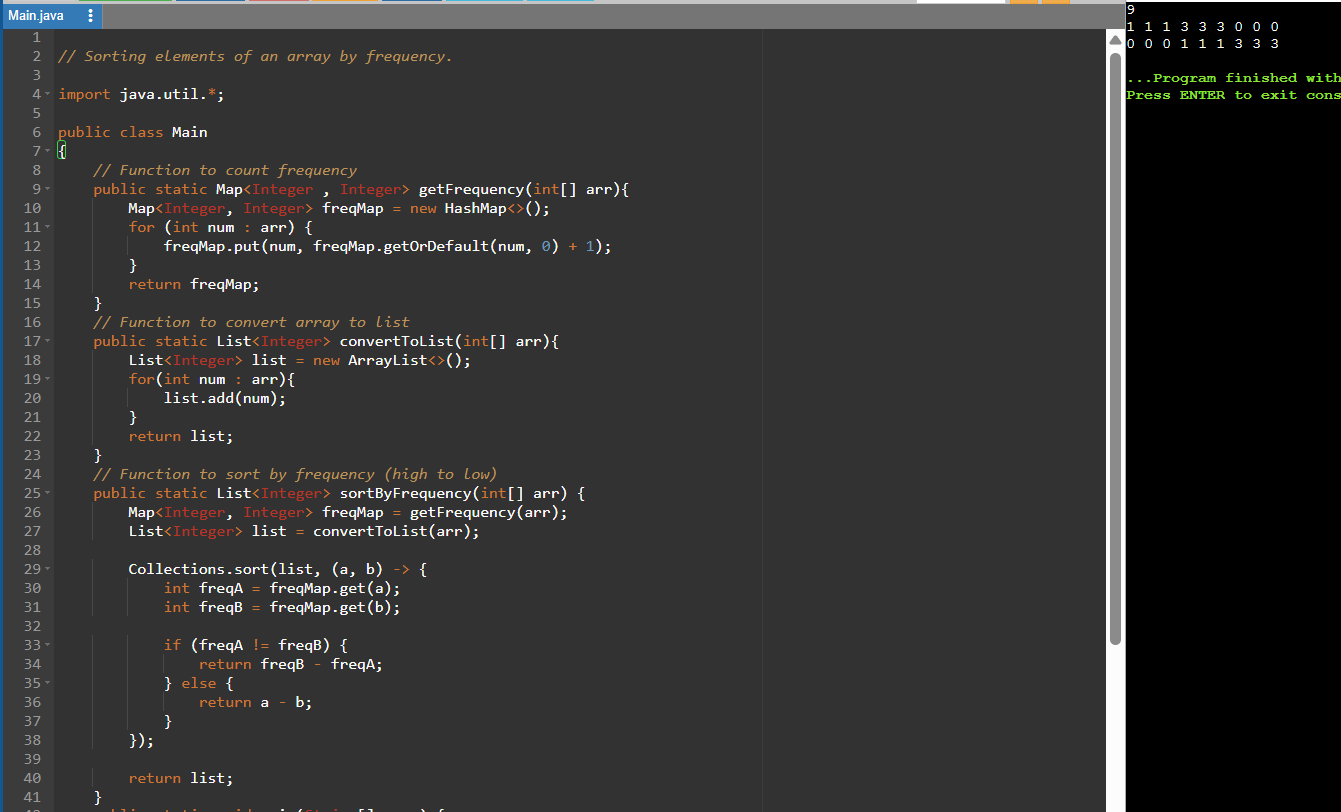 Main.java
1
2 // Sorting elements of an array by frequency.
3
4 import java.util.*;
5
6 public class Main
7 {
8 // Function to count frequency
9 public static Map<Integer , Integer> getFrequency(int[] arr){
10 Map<Integer, Integer> freqMap = new HashMap<>();
11 for (int num : arr) {
12 freqMap.put(num, freqMap.getOrDefault(num, 0) + 1);
13 }
14 return freqMap;
15 }
16 // Function to convert array to list
17 public static List<Integer> convertToList(int[] arr){
18 List<Integer> list = new ArrayList<>();
19 for(int num : arr){
20 list.add(num);
21 }
22 return list;
23 }
24 // Function to sort by frequency (high to low)
25 public static List<Integer> sortByFrequency(int[] arr) {
26 Map<Integer, Integer> freqMap = getFrequency(arr);
27 List<Integer> list = convertToList(arr);
28
29 Collections.sort(list, (a, b) -> {
30 int freqA = freqMap.get(a);
31 int freqB = freqMap.get(b);
32
33 if (freqA != freqB) {
34 return freqB - freqA;
35 } else {
36 return a - b;
37 }
38 });
39
40 return list;
41 }
9
1 1 1 3 3 3 0 0 0
0 0 0 1 1 1 3 3 3
...Program finished with
Press ENTER to exit cons